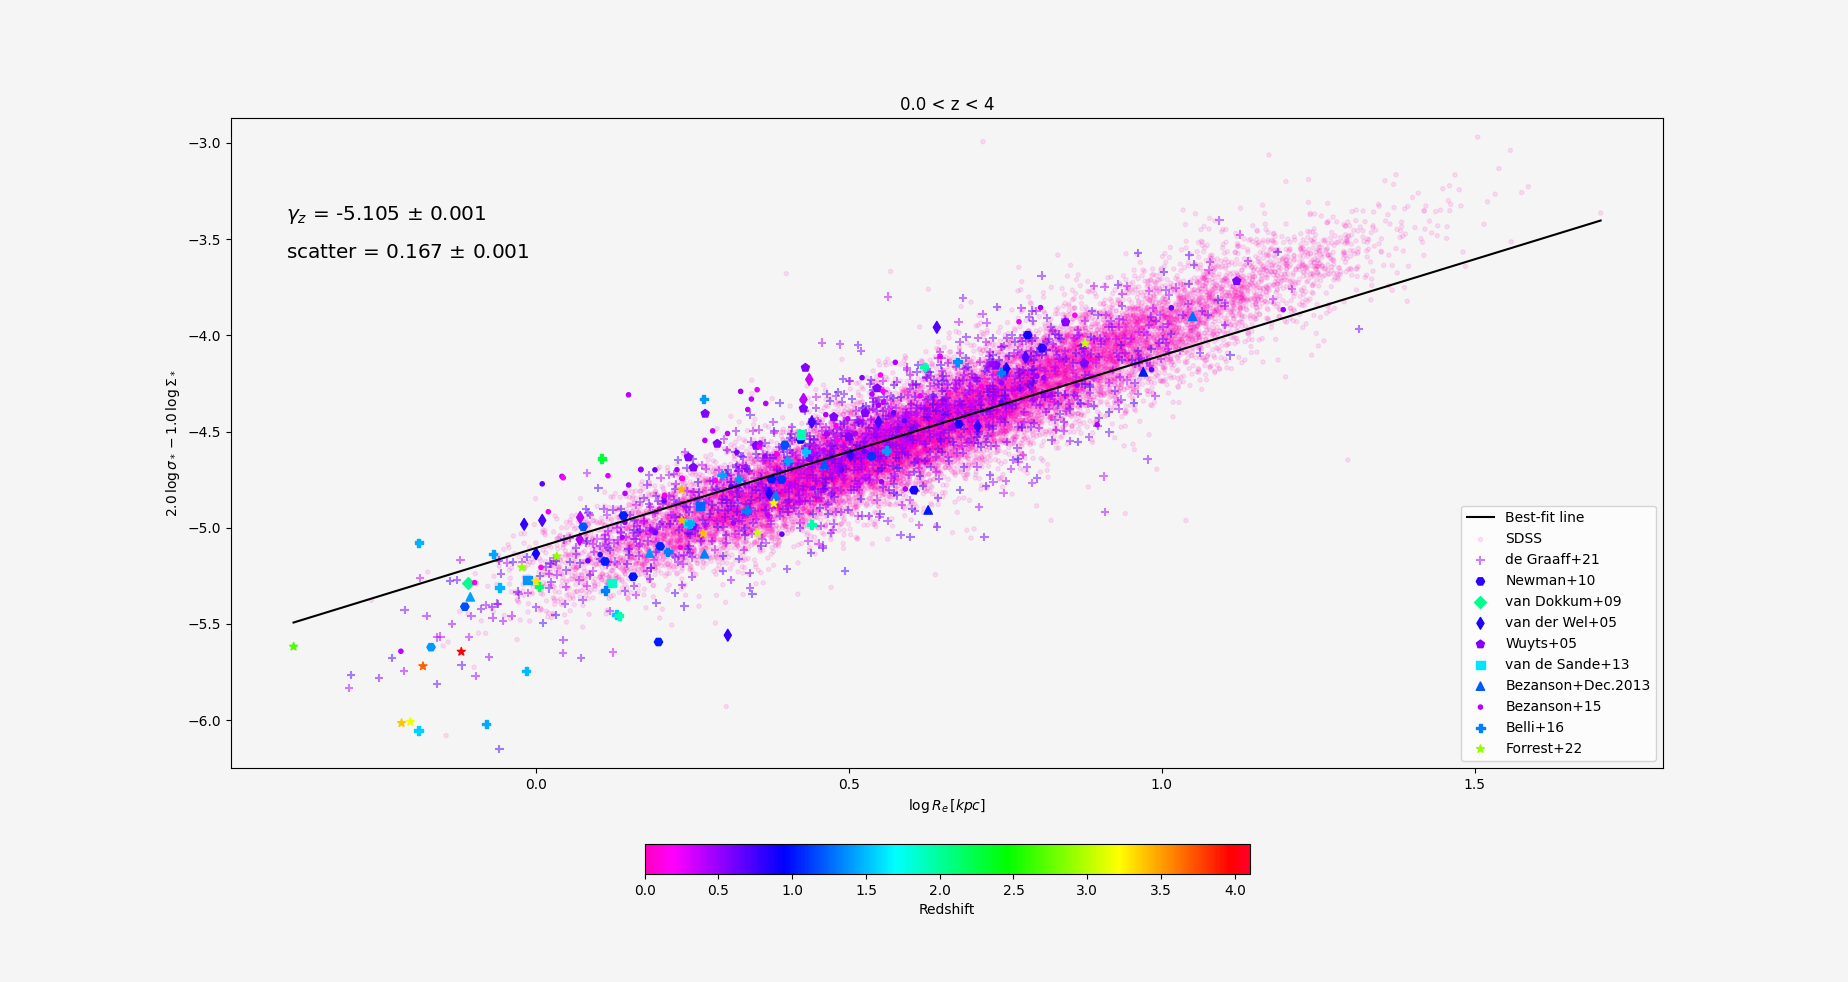 0.0 < z < 4
γz = -5.105 ± 0.001
scatter = 0.167 ± 0.001
2.0 log σ* − 1.0 log Σ*
−3.0
−3.5
−4.0
−4.5
−5.0
−5.5
−6.0
Best-fit line
SDSS
de Graaff+21
Newman+10
van Dokkum+09
van der Wel+05
Wuyts+05
van de Sande+13
Bezanson+Dec.2013
Bezanson+15
Belli+16
Forrest+22
0.0 0.5 1.0 1.5
log Re [kpc]
0.0 0.5 1.0 1.5 2.0 2.5 3.0 3.5 4.0
Redshift